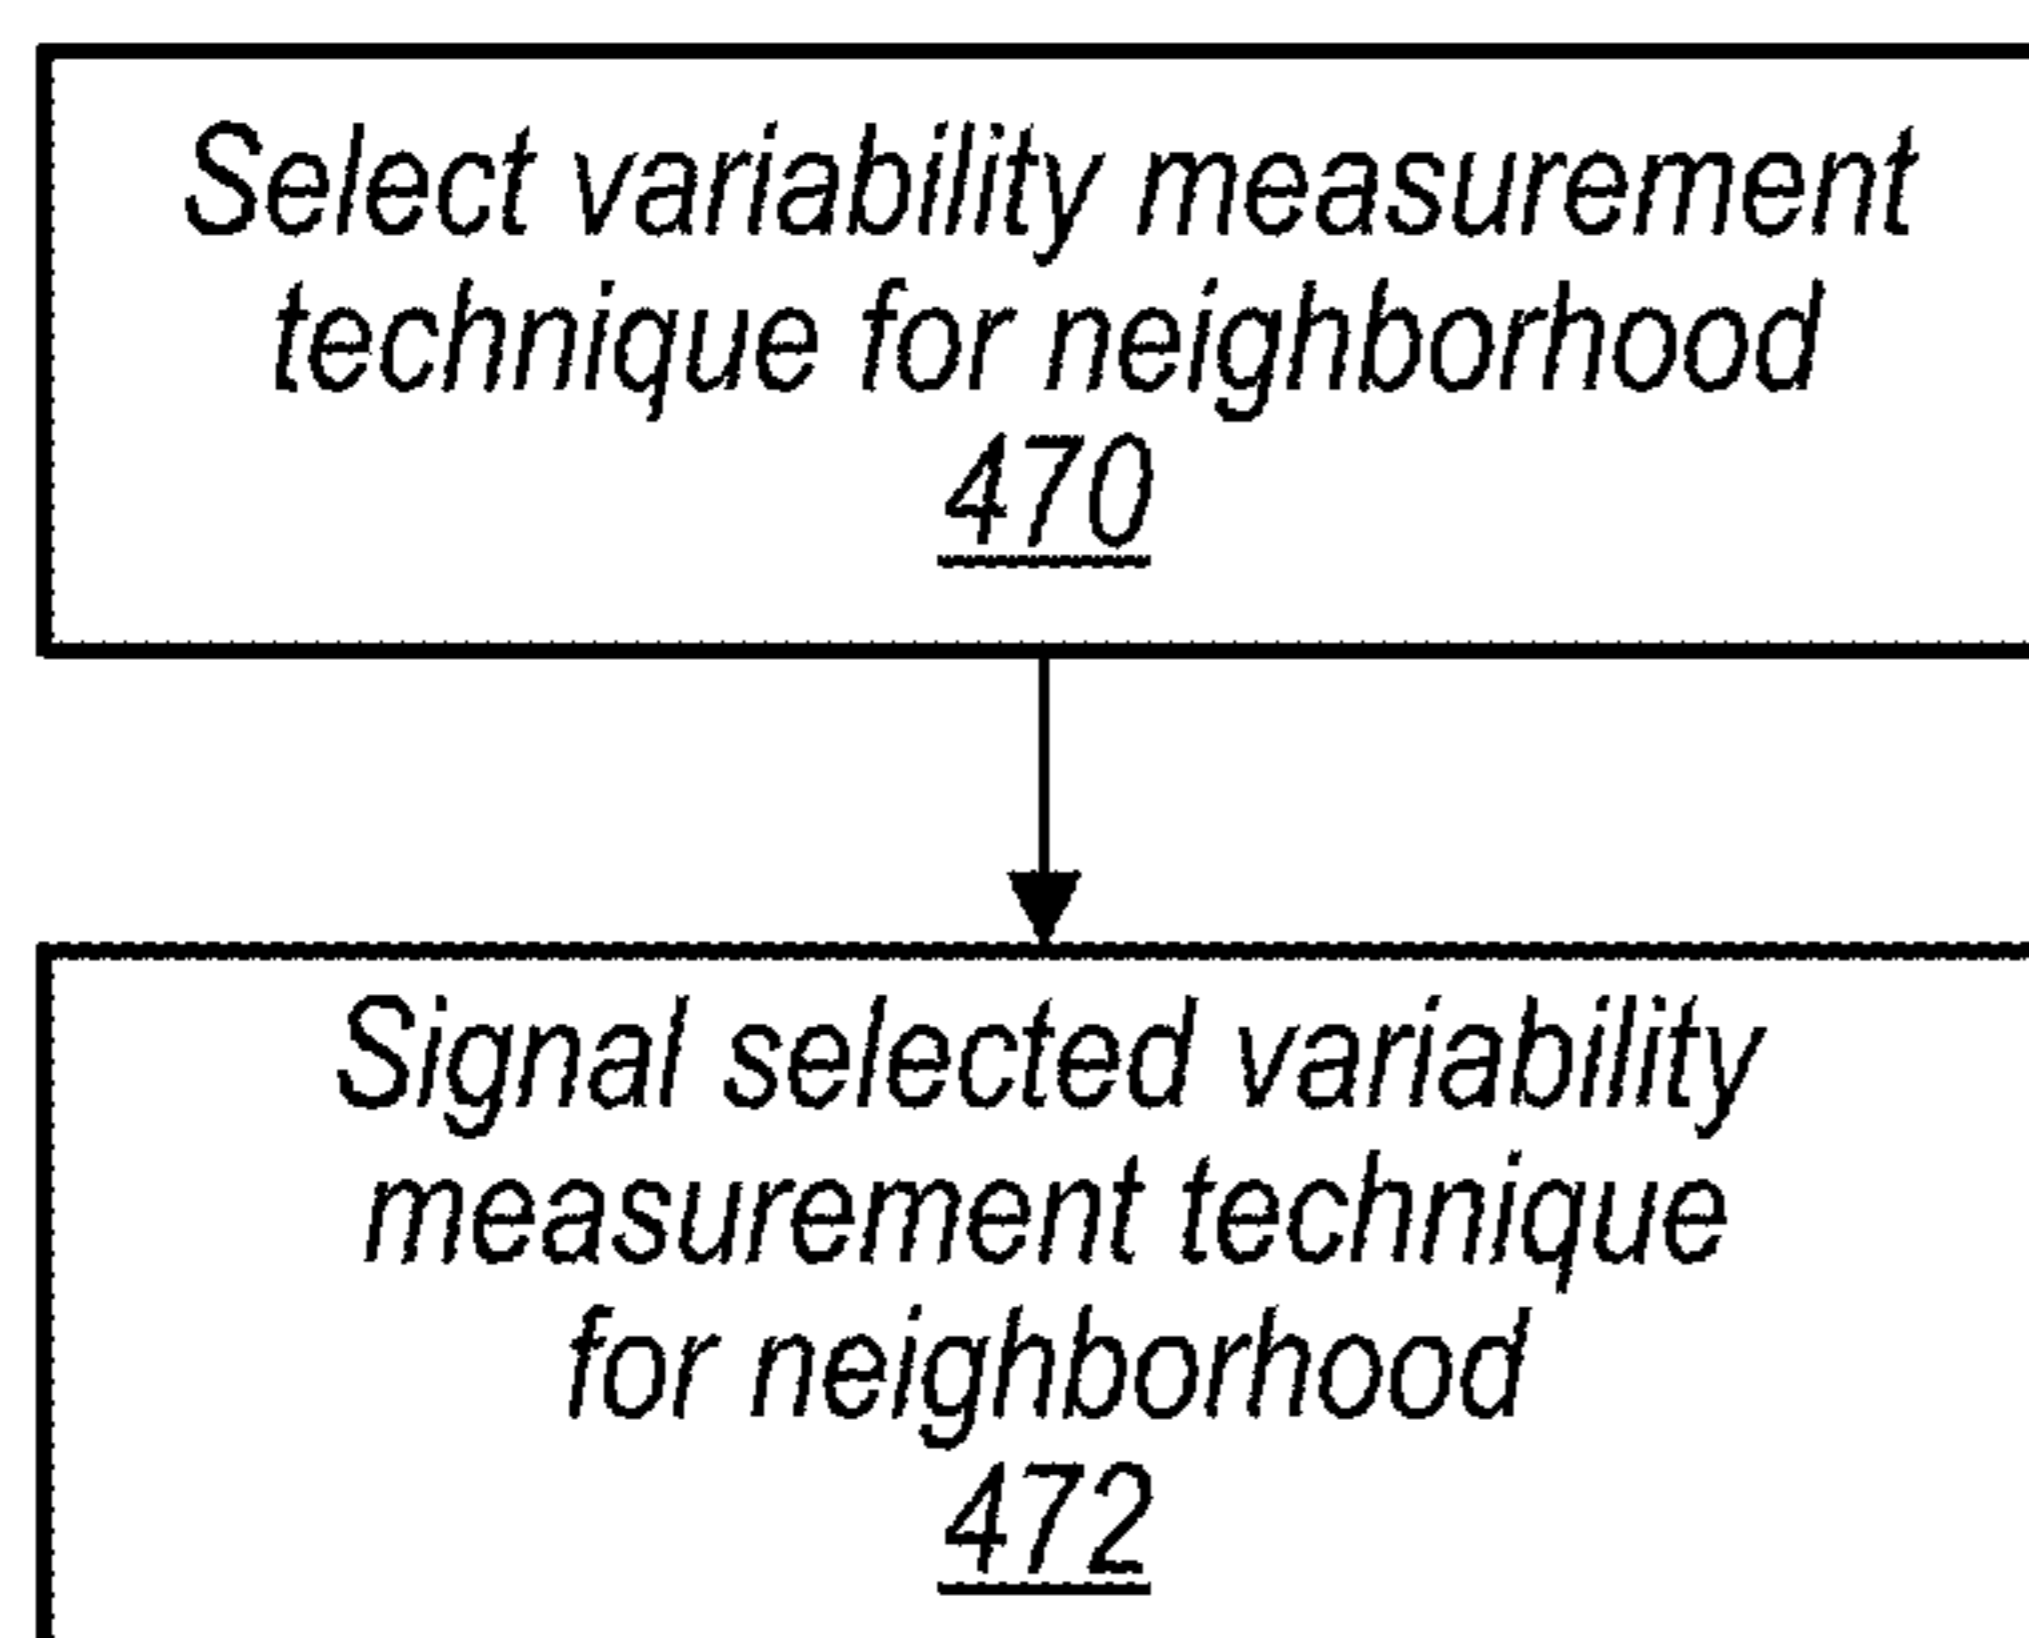 Select variability measurement
technique for neighborhood
470
Signal selected variability
measurement technique
for neighborhood
472